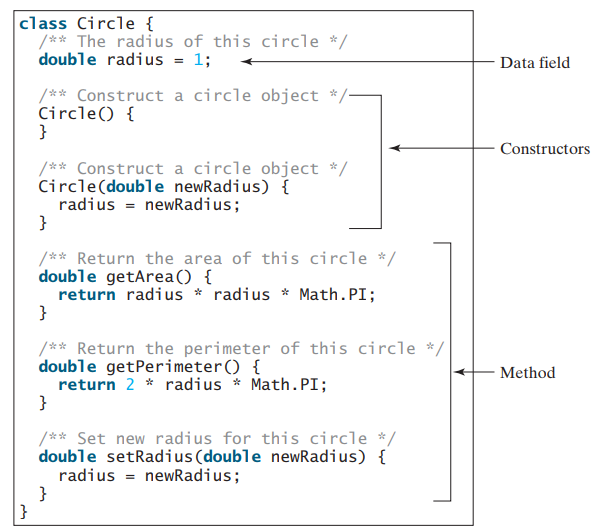 class Circle {
/** The radius of this circle */
double radius = 1;
Data field
/** Construct a circle object */
Circle() {
}
Constructors
/** Construct a circle object */
Circle(double newRadius) {
radius = newRadius;
}
/** Return the area of this circle */
double getArea() {
return radius * radius * Math.PI;
}
/** Return the perimeter of this circle */
double getPerimeter() {
return 2 * radius * Math.PI;
}
Method
/** Set new radius for this circle */
double setRadius(double newRadius) {
radius = newRadius;
}
}